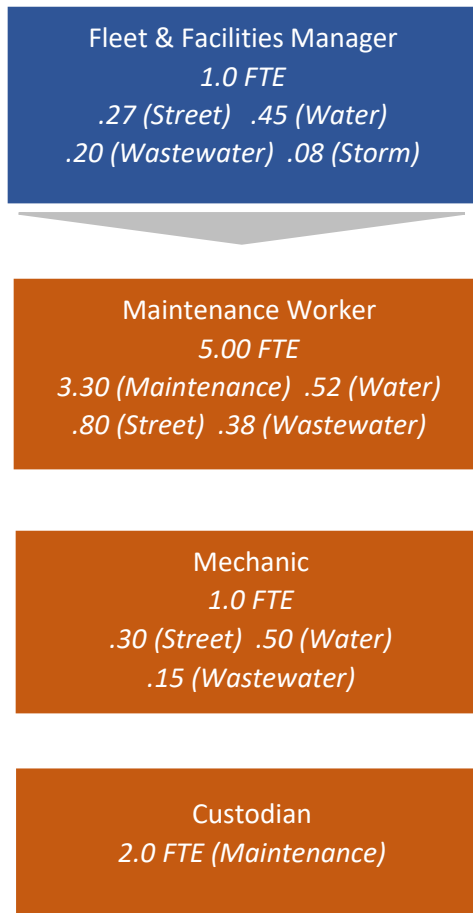 Fleet & Facilities Manager
1.0 FTE
.27 (Street) .45 (Water)
.20 (Wastewater) .08 (Storm)
Maintenance Worker
5.00 FTE
3.30 (Maintenance) .52 (Water)
.80 (Street) .38 (Wastewater)
Mechanic
1.0 FTE
.30 (Street) .50 (Water)
.15 (Wastewater)
Custodian
2.0 FTE (Maintenance)